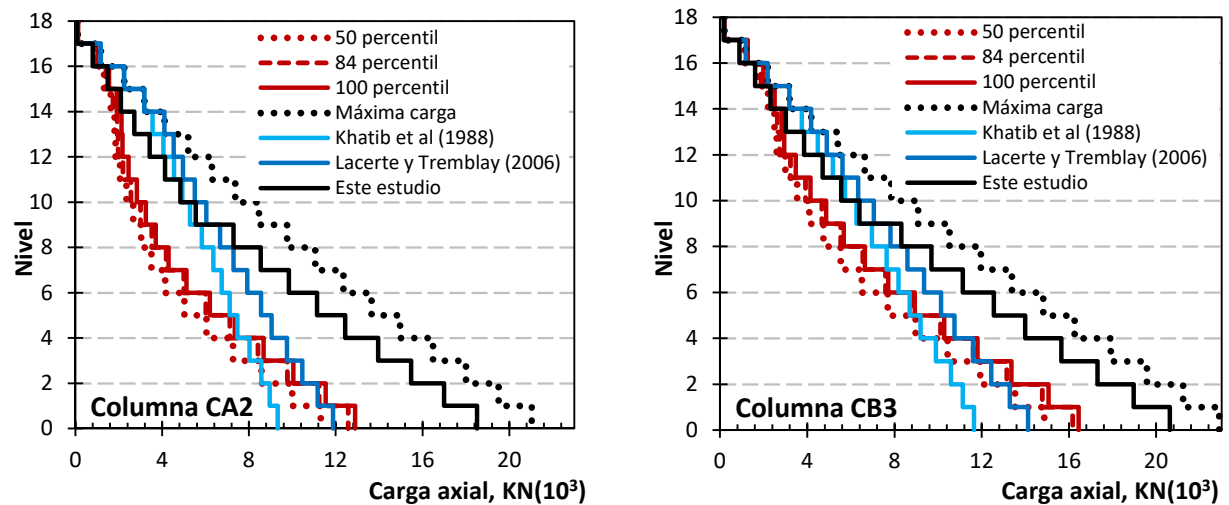 18
16
14
12
10
8
6
4
2
0
Nivel
50 percentil
84 percentil
100 percentil
Máxima carga
Khatib et al (1988)
Lacerte y Tremblay (2006)
Este estudio
Columna CA2
0 4 8 12 16 20
Carga axial, KN(10³)
18
16
14
12
10
8
6
4
2
0
Nivel
50 percentil
84 percentil
100 percentil
Máxima carga
Khatib et al (1988)
Lacerte y Tremblay (2006)
Este estudio
Columna CB3
0 4 8 12 16 20
Carga axial, KN(10³)